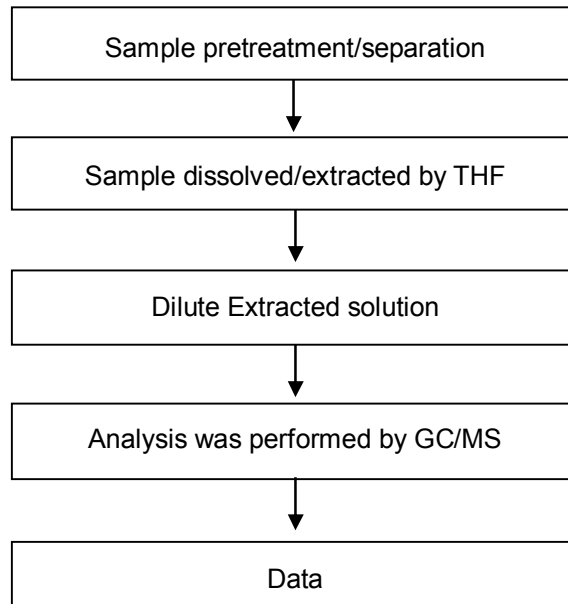 Sample pretreatment/separation
Sample dissolved/extracted by THF
Dilute Extracted solution
Analysis was performed by GC/MS
Data